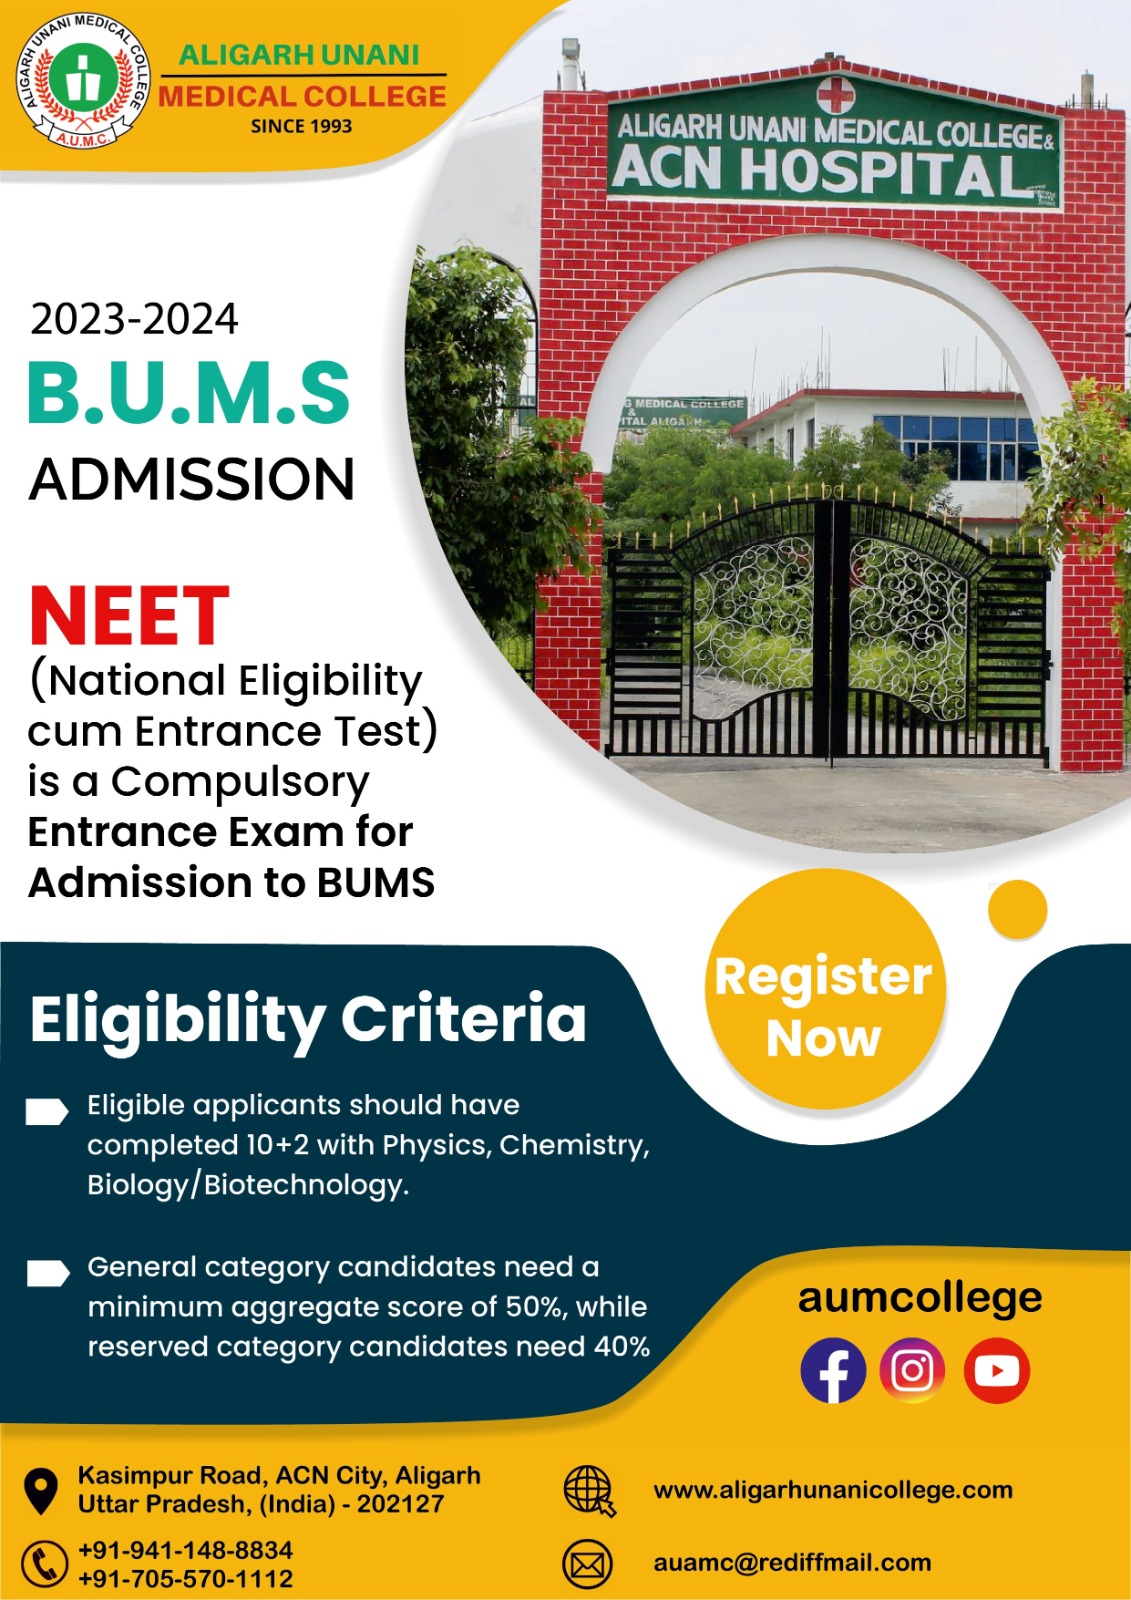 ALIGARH UNANI MEDICAL COLLEGE
A.U.M.C.
ALIGARH UNANI
MEDICAL COLLEGE
SINCE 1993
ALIGARH UNANI MEDICAL COLLEGE &
ACN HOSPITAL
G MEDICAL COLLEGE
&
PITAL ALIGARH
2023-2024
B.U.M.S
ADMISSION
NEET
(National Eligibility
cum Entrance Test)
is a Compulsory
Entrance Exam for
Admission to BUMS
Register
Now
Eligibility Criteria
Eligible applicants should have
completed 10+2 with Physics, Chemistry,
Biology/Biotechnology.
General category candidates need a
minimum aggregate score of 50%, while
reserved category candidates need 40%
aumcollege
Kasimpur Road, ACN City, Aligarh
Uttar Pradesh, (India) - 202127
+91-941-148-8834
+91-705-570-1112
www.aligarhunanicollege.com
auamc@rediffmail.com